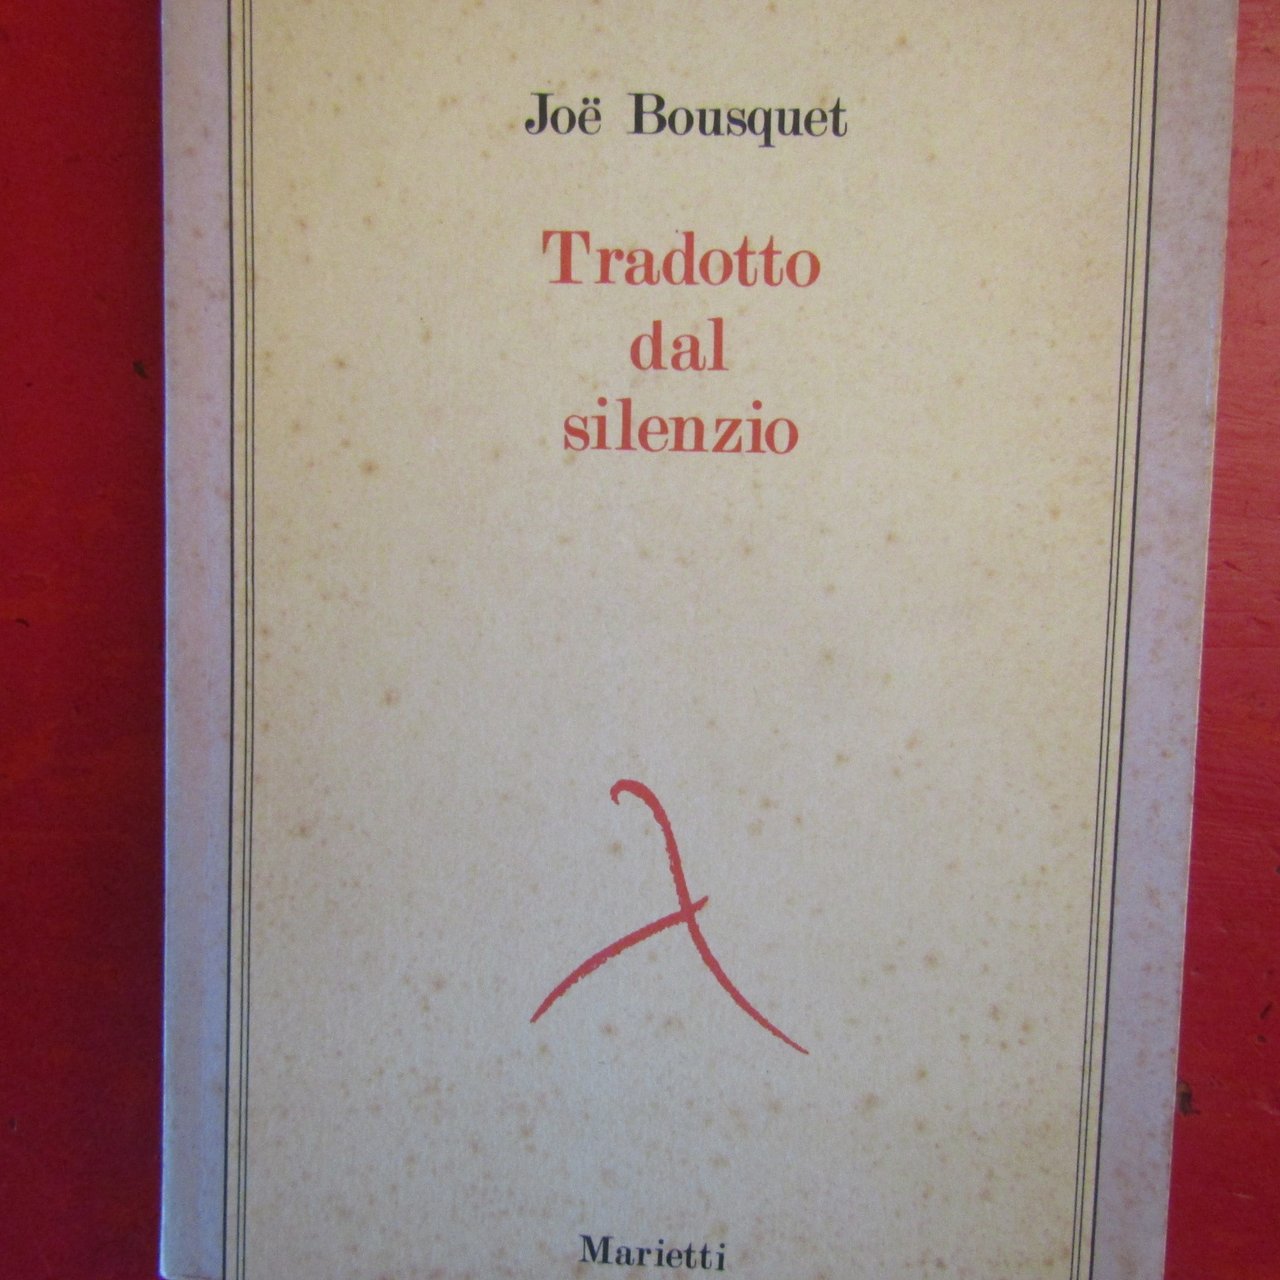 Joë Bousquet
Tradotto
dal
silenzio
Marietti